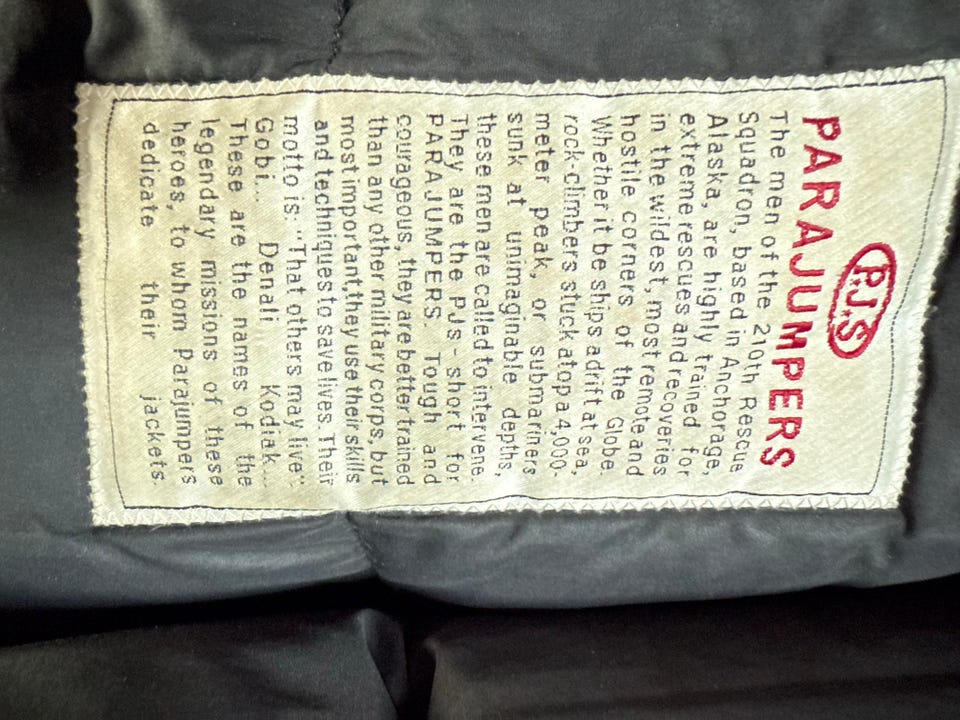 P.J.S
PARAJUMPERS
The men of the 210th Rescue
Squadron, based in Anchorage,
Alaska, are highly trained for
extreme rescues and recoveries
in the wildest, most remote and
hostile corners of the Globe.
Whether it be ships adrift at sea,
rock-climbers stuck atop a 4,000-
meter peak, or submariners
sunk at unimaginable depths,
these men are called to intervene.
They are the PJs - short for
PARAJUMPERS. Tough and
courageous, they are better trained
than any other military corps, but
most important, they use their skills
and techniques to save lives. Their
motto is: "That others may live".
Gobi... Denali... Kodiak...
These are the names of the
legendary missions of these
heroes, to whom Parajumpers
dedicate their jackets.